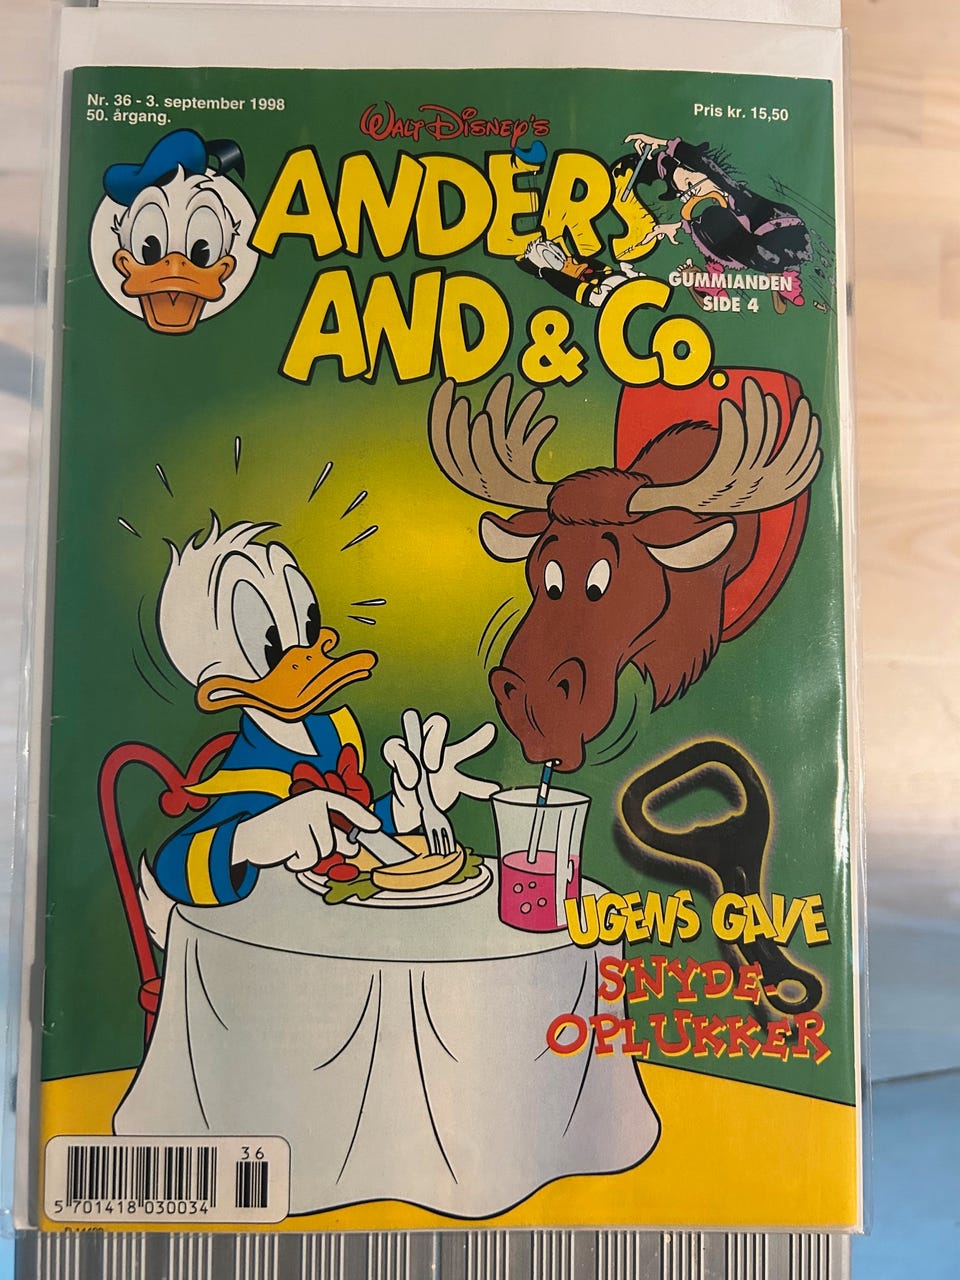 Nr. 36 - 3. september 1998
50. årgang.
Pris kr. 15,50
WALT DISNEY'S
ANDERS
AND & Co.
GUMMIANDEN
SIDE 4
UGENS GAVE
SNYDE-
OPLUKKER
36
5 701418 030034